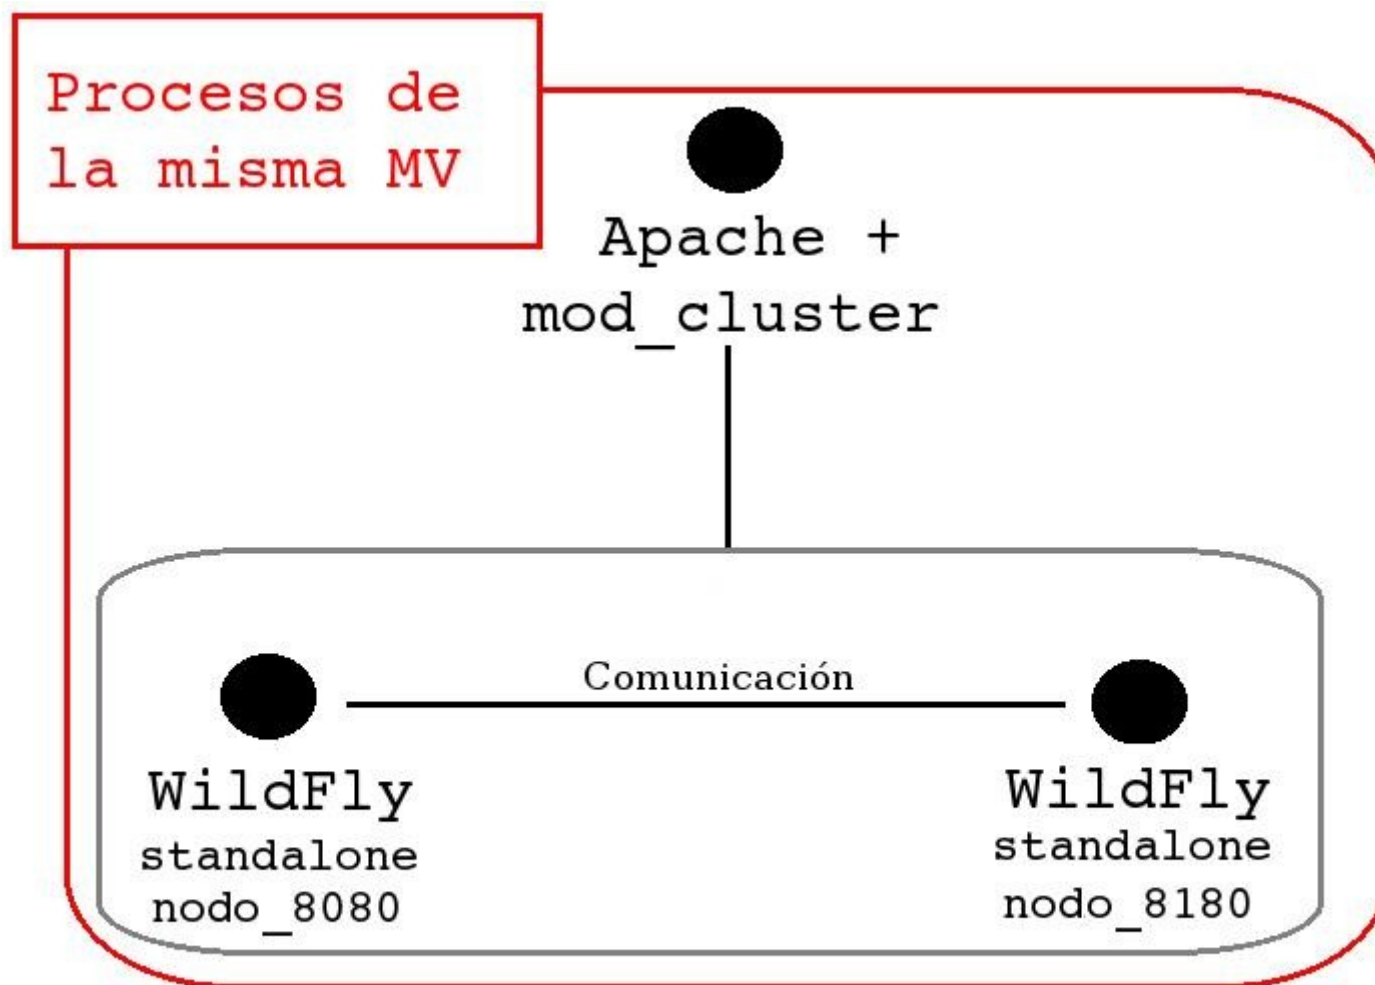 Procesos de
la misma MV
Apache +
mod_cluster
Comunicación
WildFly
standalone
nodo_8080
WildFly
standalone
nodo_8180